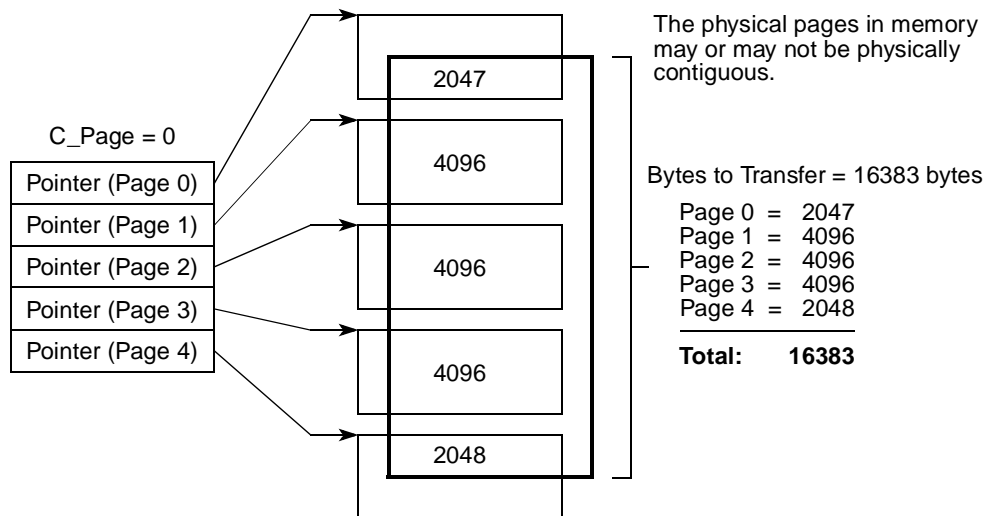 C_Page = 0
Pointer (Page 0)
Pointer (Page 1)
Pointer (Page 2)
Pointer (Page 3)
Pointer (Page 4)
2047
4096
4096
4096
2048
The physical pages in memory
may or may not be physically
contiguous.
Bytes to Transfer = 16383 bytes
Page 0 = 2047
Page 1 = 4096
Page 2 = 4096
Page 3 = 4096
Page 4 = 2048
Total: 16383